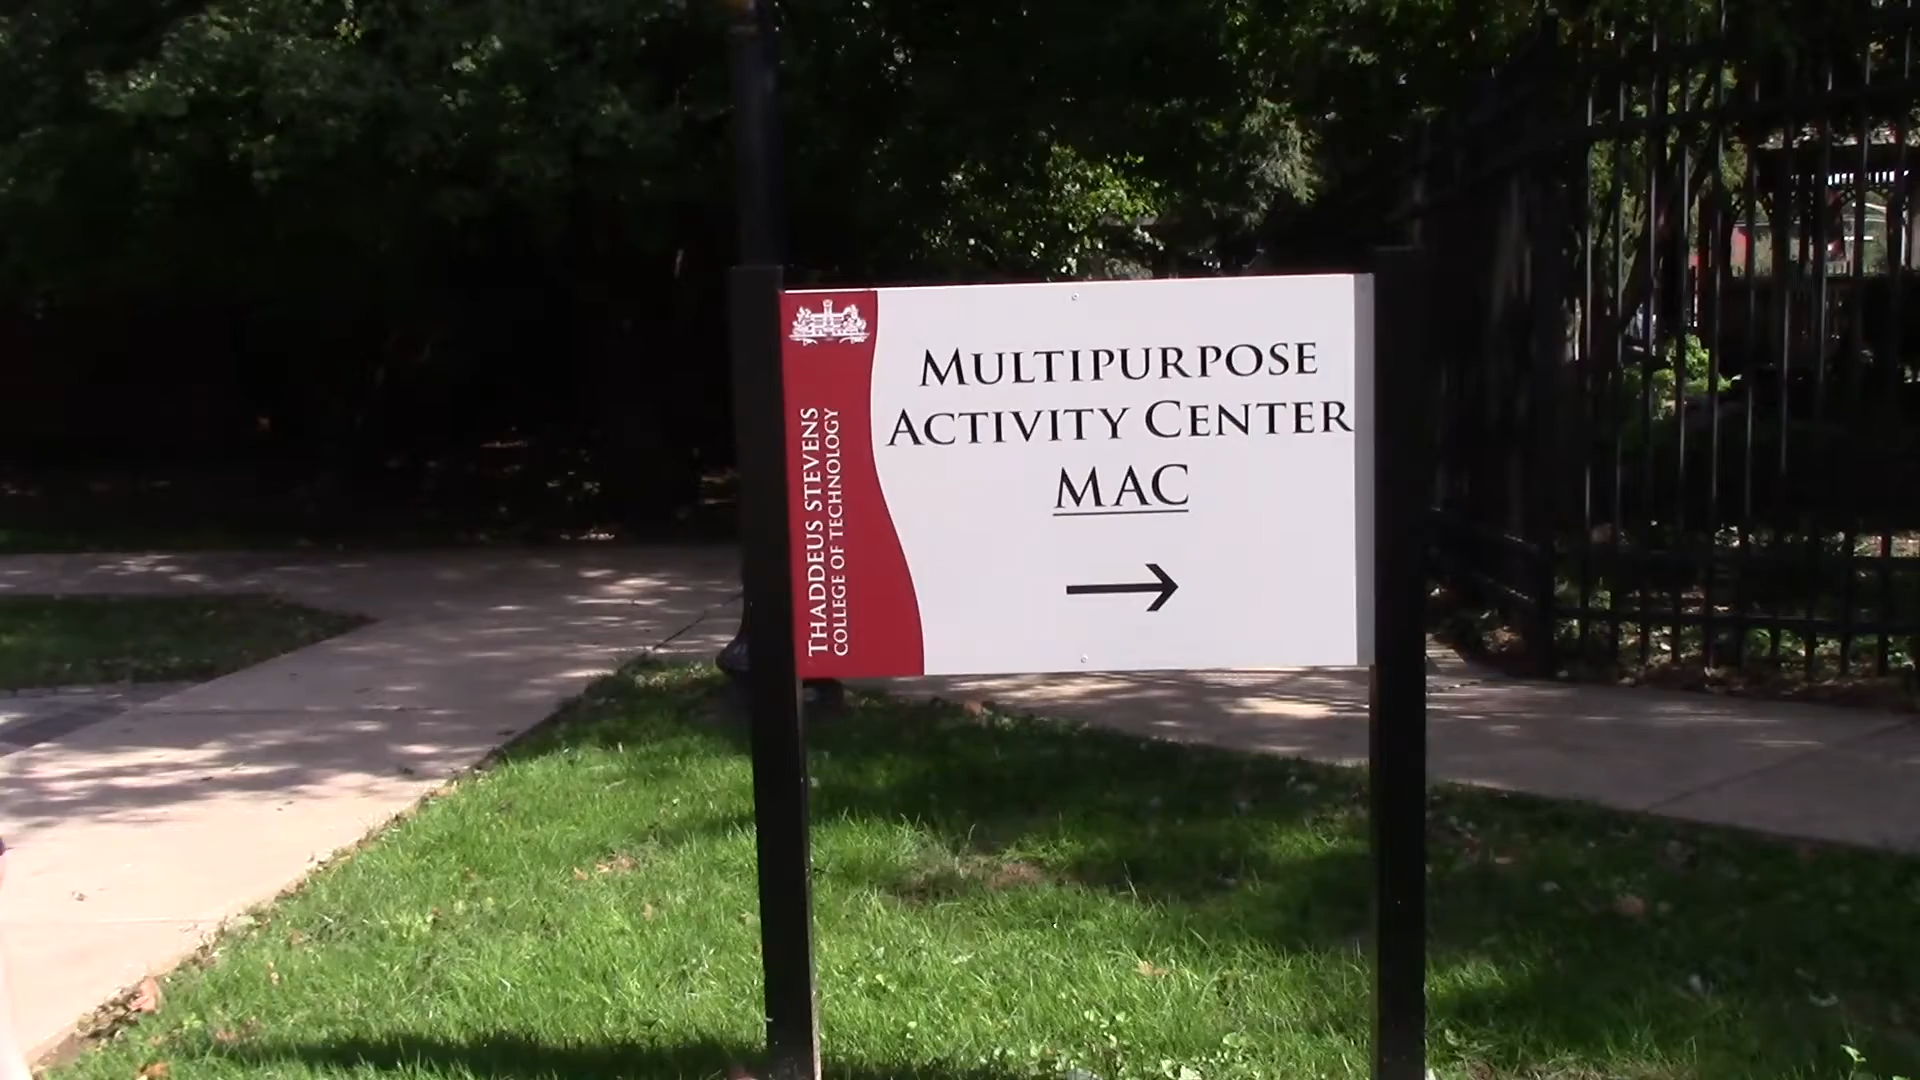 THADDEUS STEVENS
COLLEGE OF TECHNOLOGY
MULTIPURPOSE
ACTIVITY CENTER
MAC